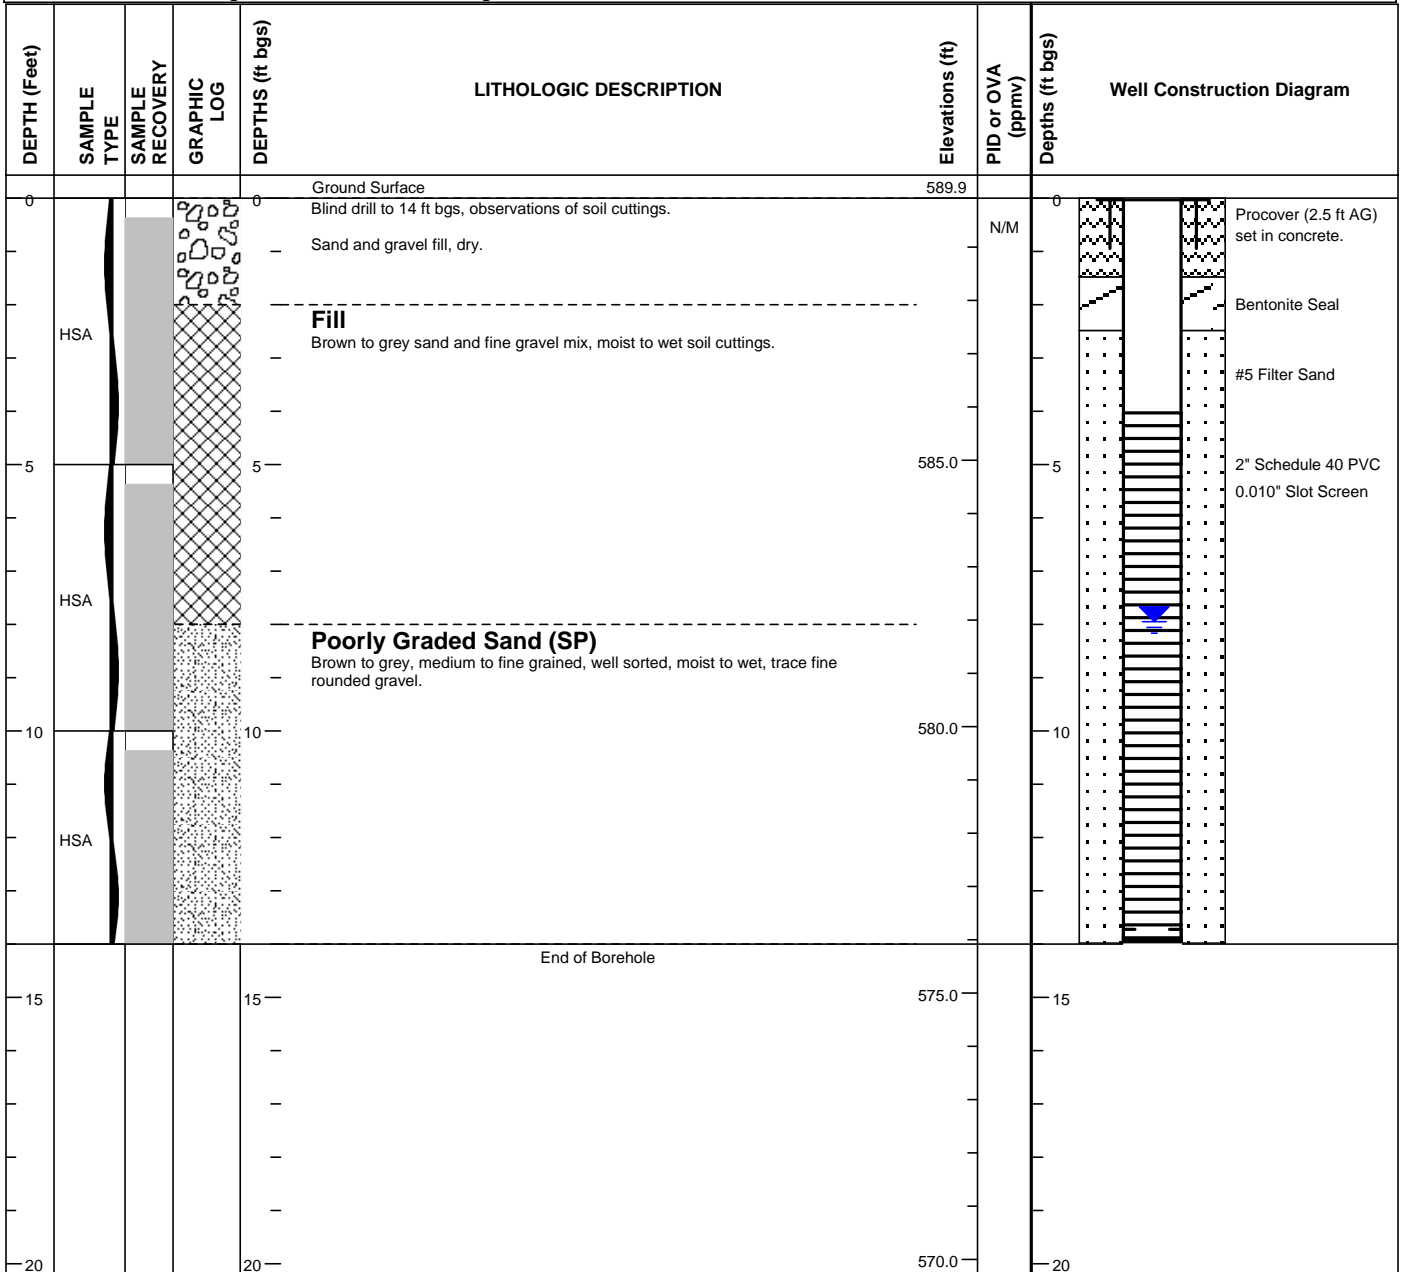 DEPTH (Feet)
SAMPLE
TYPE
SAMPLE
RECOVERY
GRAPHIC
LOG
DEPTHS (ft bgs)
LITHOLOGIC DESCRIPTION
Elevations (ft)
PID or OVA
(ppmv)
Depths (ft bgs)
Well Construction Diagram
Ground Surface
589.9
0
0
0
Blind drill to 14 ft bgs, observations of soil cuttings.
N/M
Procover (2.5 ft AG)
set in concrete.
Sand and gravel fill, dry.
Bentonite Seal
Fill
HSA
Brown to grey sand and fine gravel mix, moist to wet soil cuttings.
#5 Filter Sand
5
5
585.0
5
2" Schedule 40 PVC
0.010" Slot Screen
HSA
Poorly Graded Sand (SP)
Brown to grey, medium to fine grained, well sorted, moist to wet, trace fine
rounded gravel.
10
10
580.0
10
HSA
End of Borehole
15
15
575.0
15
20
20
570.0
20